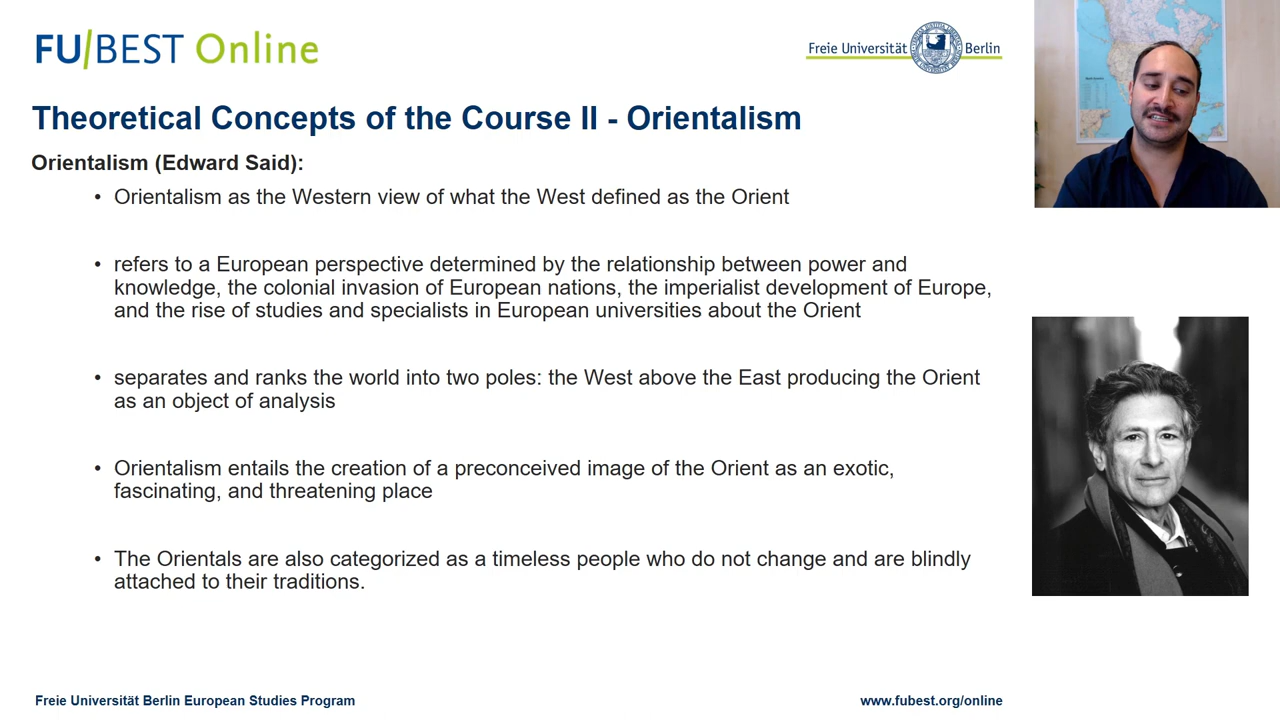 FU/BEST Online
Freie Universität Berlin
Theoretical Concepts of the Course II - Orientalism
Orientalism (Edward Said):
• Orientalism as the Western view of what the West defined as the Orient
• refers to a European perspective determined by the relationship between power and
knowledge, the colonial invasion of European nations, the imperialist development of Europe,
and the rise of studies and specialists in European universities about the Orient
• separates and ranks the world into two poles: the West above the East producing the Orient
as an object of analysis
• Orientalism entails the creation of a preconceived image of the Orient as an exotic,
fascinating, and threatening place
• The Orientals are also categorized as a timeless people who do not change and are blindly
attached to their traditions.
Freie Universität Berlin European Studies Program
www.fubest.org/online